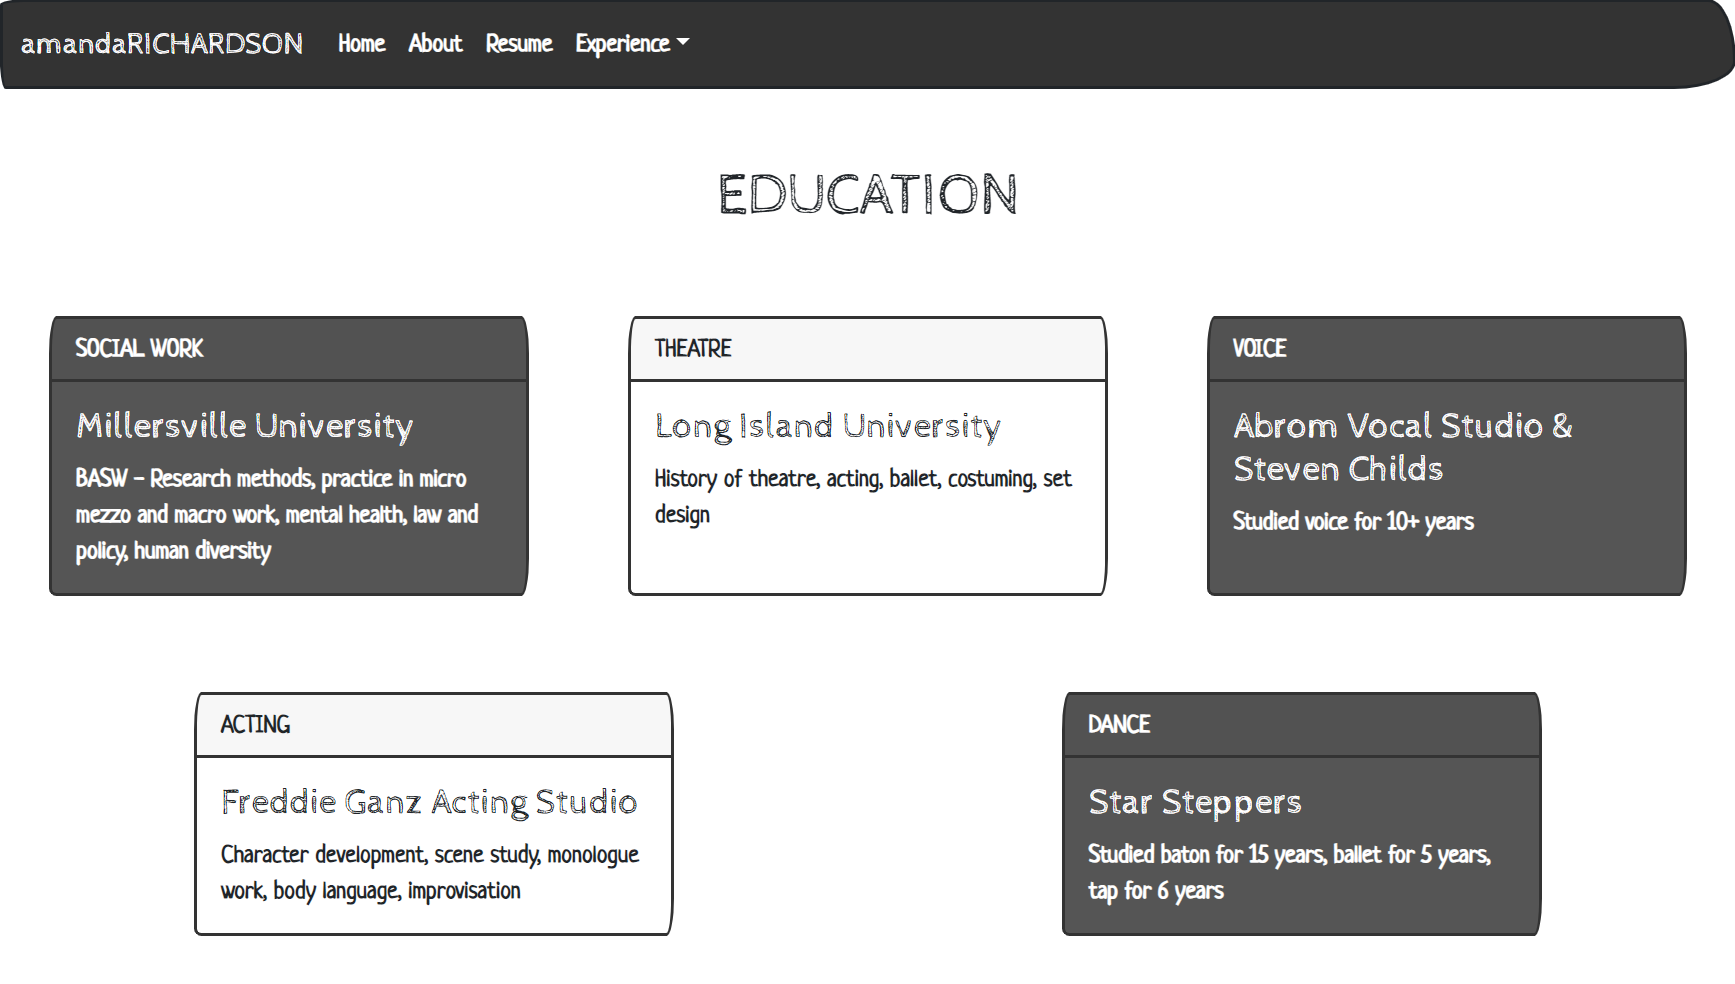 amandaRICHARDSON Home About Resume Experience
EDUCATION
SOCIAL WORK
Millersville University
BASW - Research methods, practice in micro
mezzo and macro work, mental health, law and
policy, human diversity
THEATRE
Long Island University
History of theatre, acting, ballet, costuming, set
design
VOICE
Abrom Vocal Studio &
Steven Childs
Studied voice for 10+ years
ACTING
Freddie Ganz Acting Studio
Character development, scene study, monologue
work, body language, improvisation
DANCE
Star Steppers
Studied baton for 15 years, ballet for 5 years,
tap for 6 years